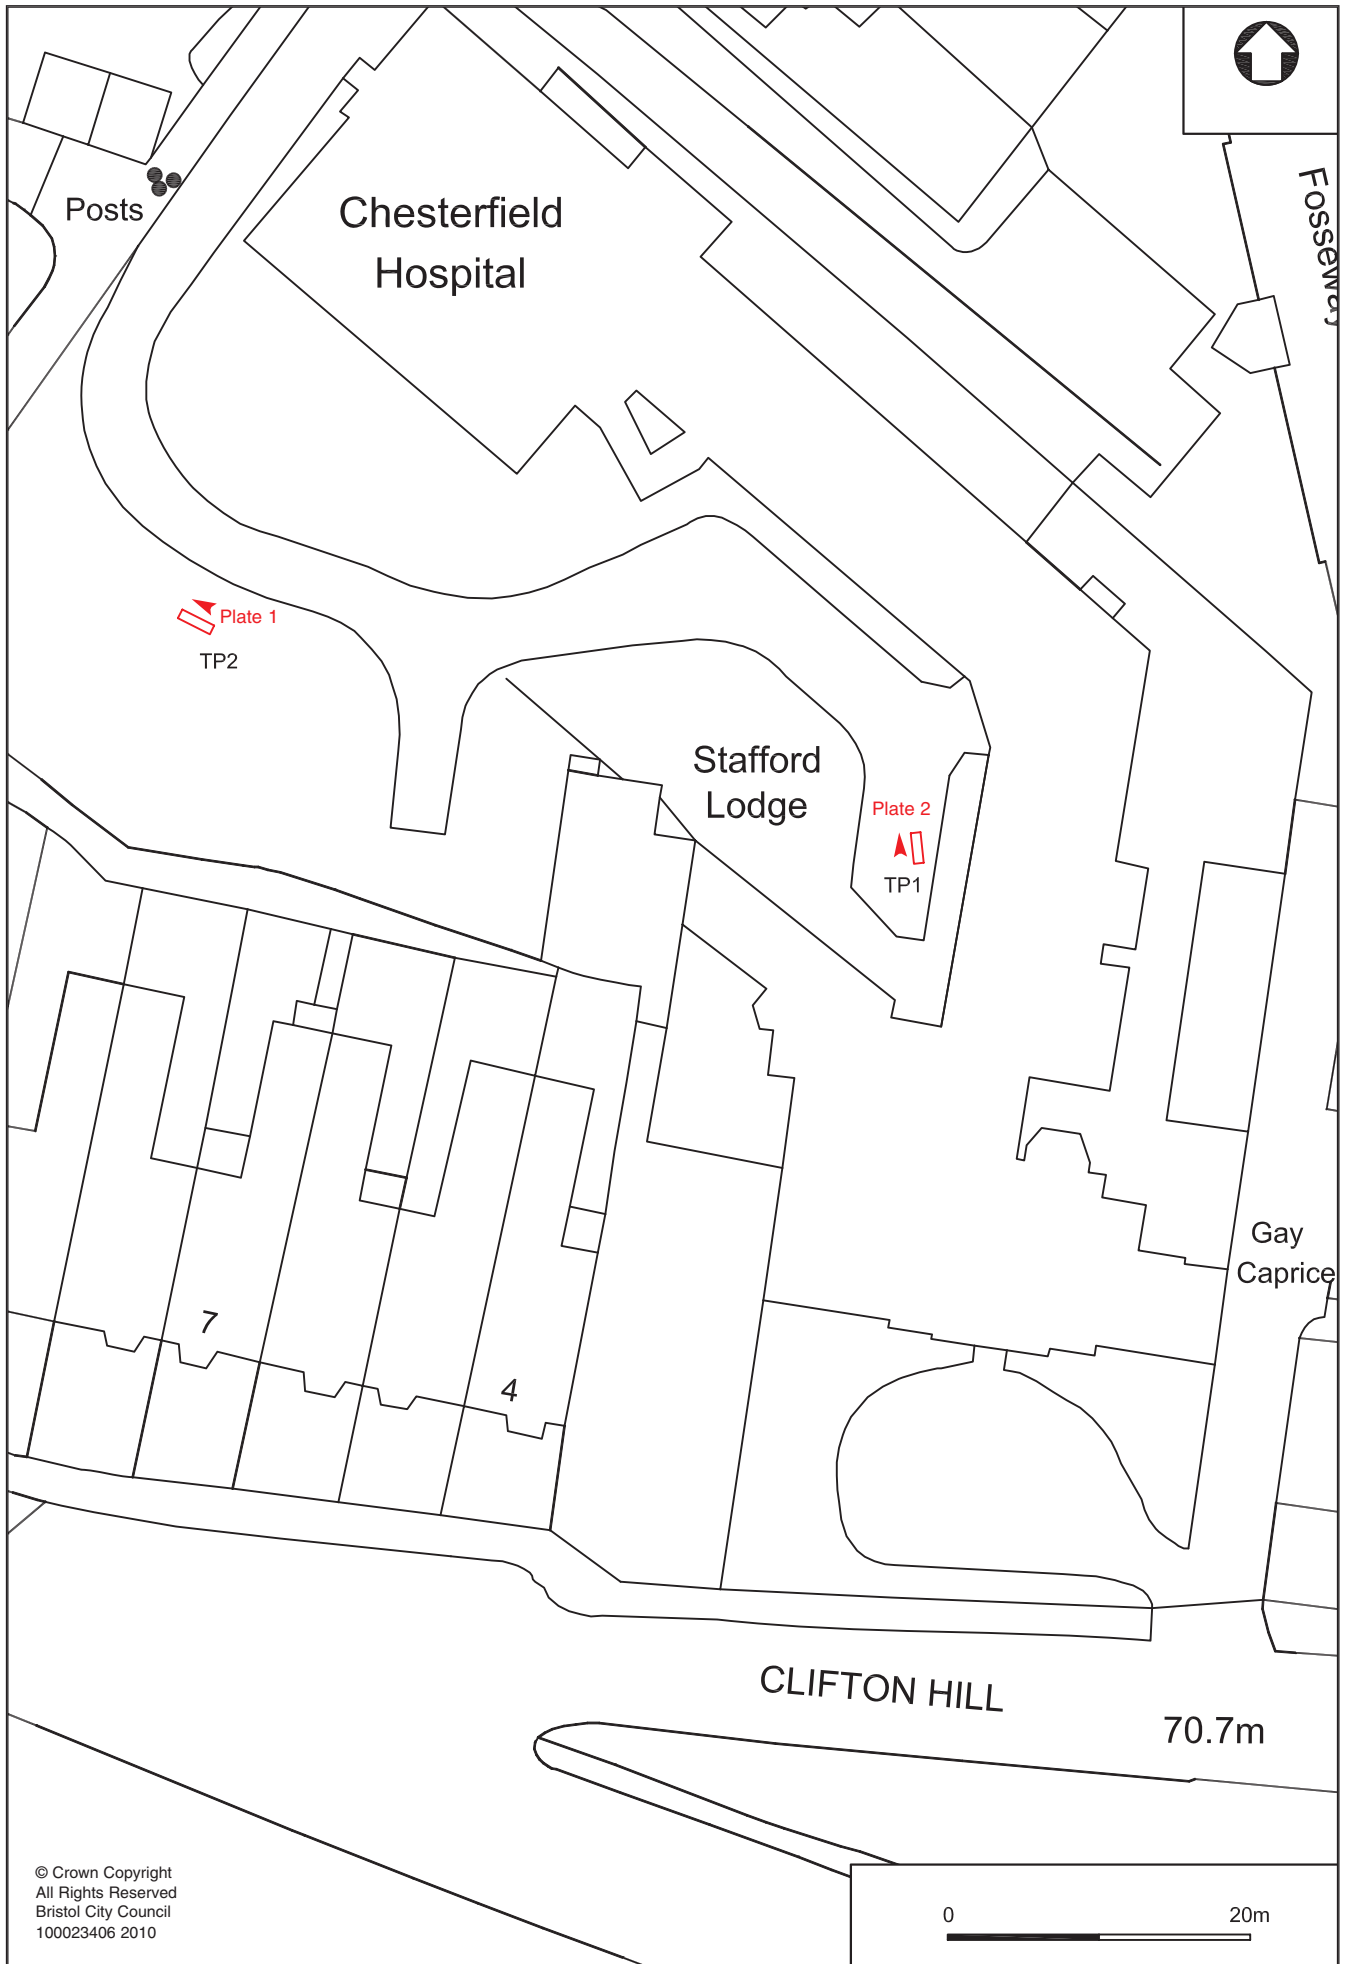 Fosseway
Posts
Chesterfield
Hospital
Plate 1
TP2
Stafford
Lodge
Plate 2
TP1
Gay
Caprice
7
4
CLIFTON HILL
70.7m
© Crown Copyright
All Rights Reserved
Bristol City Council
100023406 2010
0 20m